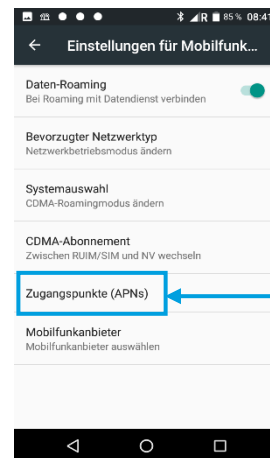 R 85 % 08:41
Einstellungen für Mobilfunk...
Daten-Roaming
Bei Roaming mit Datendienst verbinden
Bevorzugter Netzwerktyp
Netzwerkbetriebsmodus ändern
Systemauswahl
CDMA-Roamingmodus ändern
CDMA-Abonnement
Zwischen RUIM/SIM und NV wechseln
Zugangspunkte (APNs)
Mobilfunkanbieter
Mobilfunkanbieter auswählen